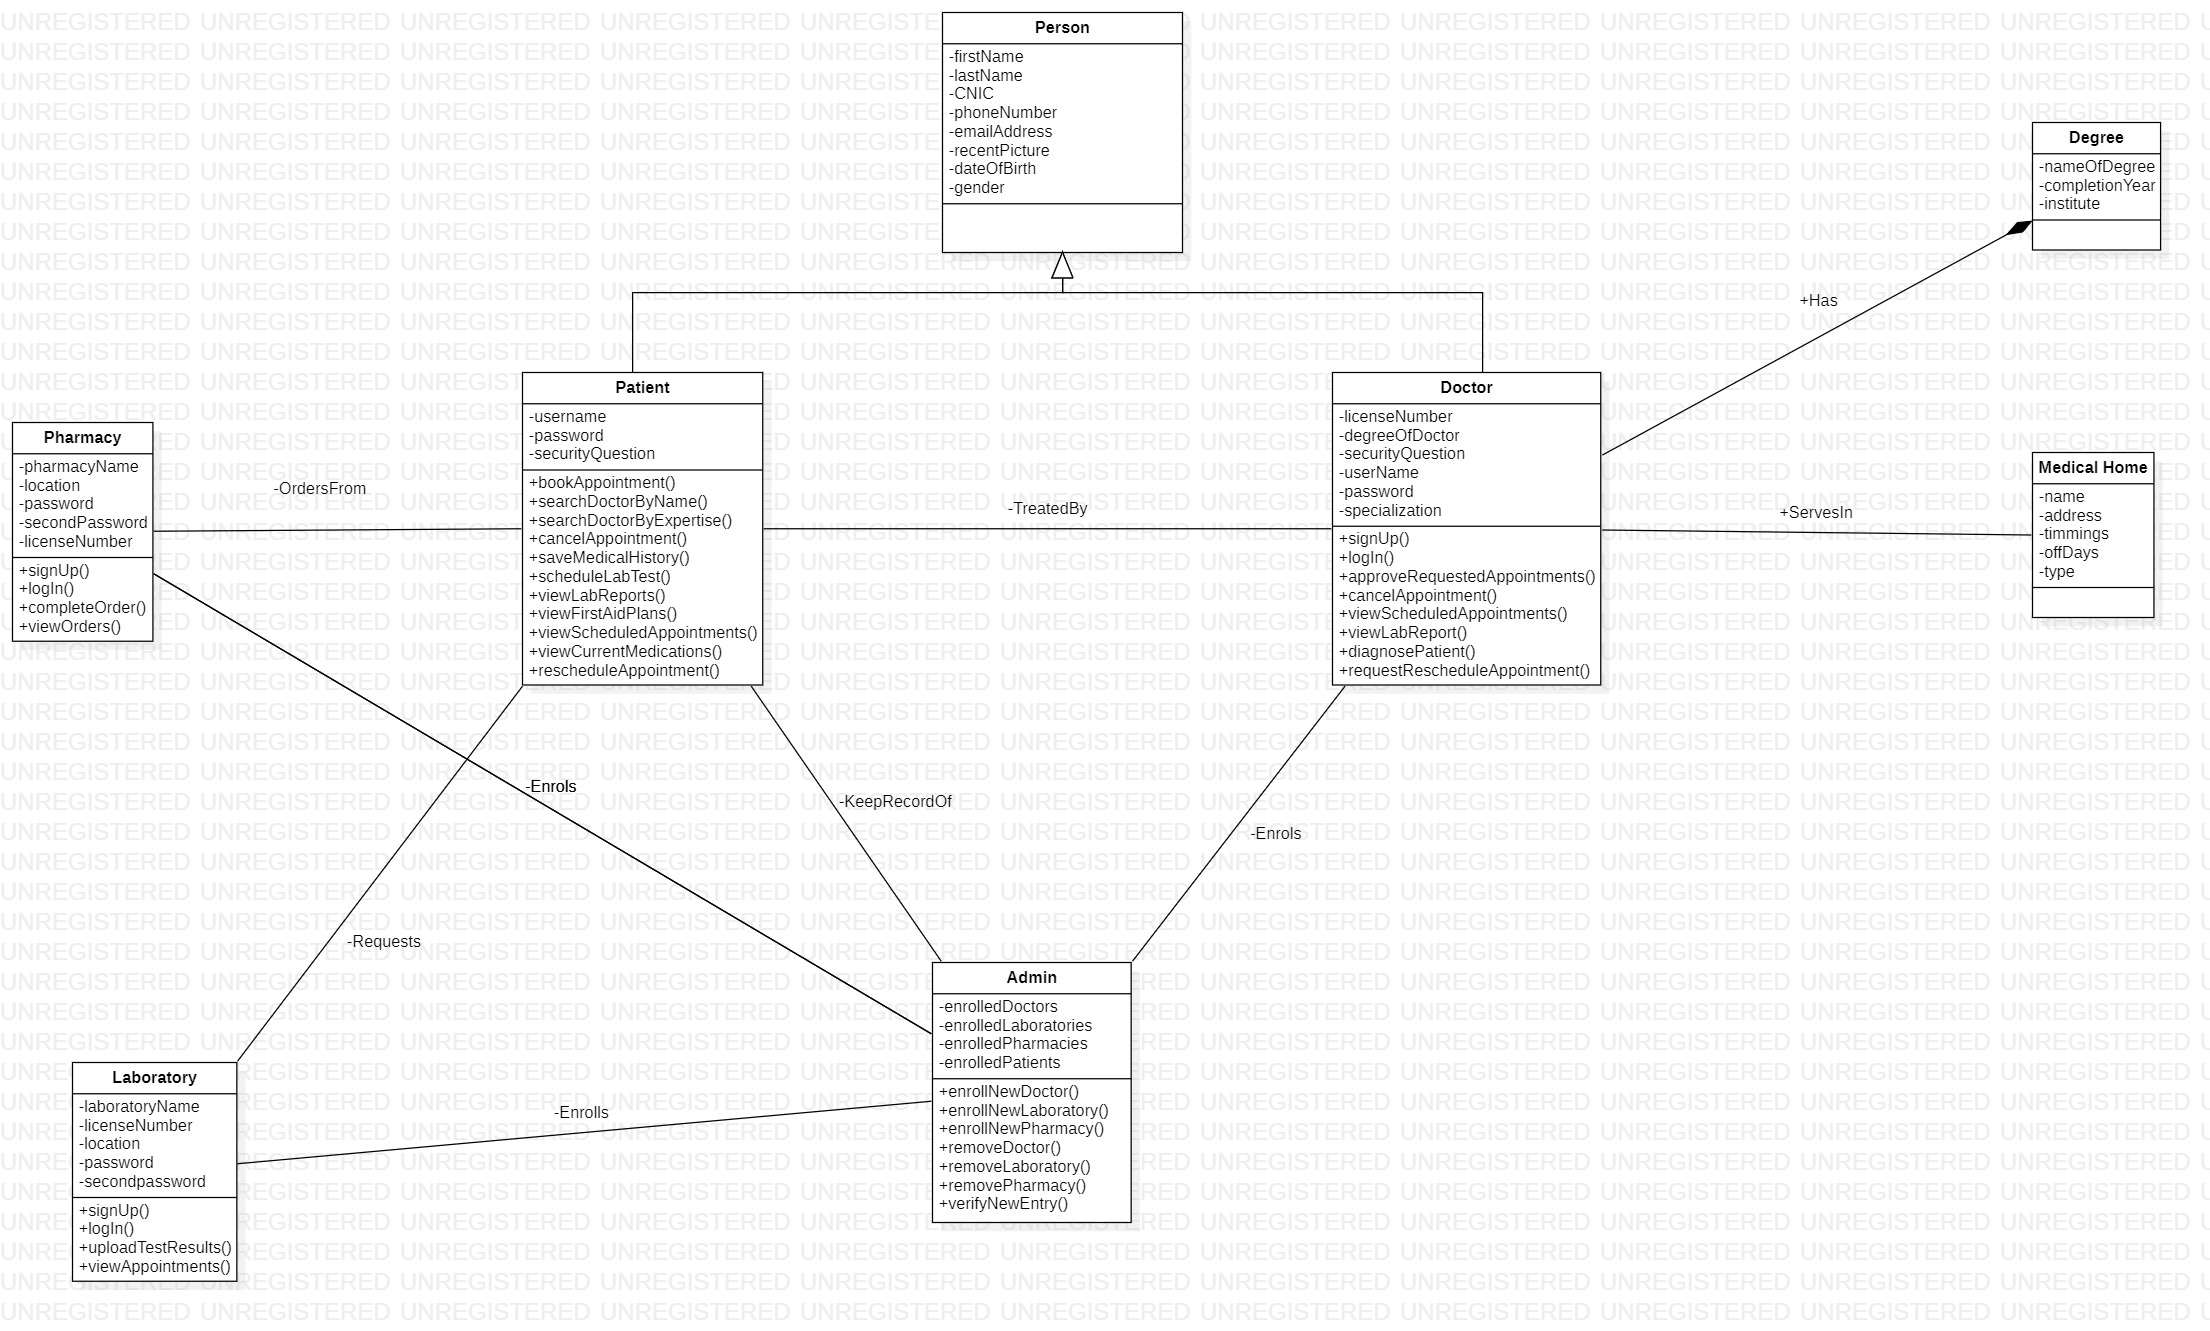 Person
-firstName
-lastName
-CNIC
-phoneNumber
-emailAddress
-recentPicture
-dateOfBirth
-gender
Degree
-nameOfDegree
-completionYear
-institute
+Has
Patient
-username
-password
-securityQuestion
+bookAppointment()
+searchDoctorByName()
+searchDoctorByExpertise()
+cancelAppointment()
+saveMedicalHistory()
+scheduleLabTest()
+viewLabReports()
+viewFirstAidPlans()
+viewScheduledAppointments()
+viewCurrentMedications()
+rescheduleAppointment()
Doctor
-licenseNumber
-degreeOfDoctor
-securityQuestion
-userName
-password
-specialization
+signUp()
+logIn()
+approveRequestedAppointments()
+cancelAppointment()
+viewScheduledAppointments()
+viewLabReport()
+diagnosePatient()
+requestRescheduleAppointment()
Pharmacy
-pharmacyName
-location
-password
-secondPassword
-licenseNumber
+signUp()
+logIn()
+completeOrder()
+viewOrders()
Medical Home
-name
-address
-timmings
-offDays
-type
-OrdersFrom
-TreatedBy
+ServesIn
-Enrols
-KeepRecordOf
-Enrols
-Requests
Admin
-enrolledDoctors
-enrolledLaboratories
-enrolledPharmacies
-enrolledPatients
+enrollNewDoctor()
+enrollNewLaboratory()
+enrollNewPharmacy()
+removeDoctor()
+removeLaboratory()
+removePharmacy()
+verifyNewEntry()
Laboratory
-laboratoryName
-licenseNumber
-location
-password
-secondpassword
+signUp()
+logIn()
+uploadTestResults()
+viewAppointments()
-Enrolls
UNREGISTERED